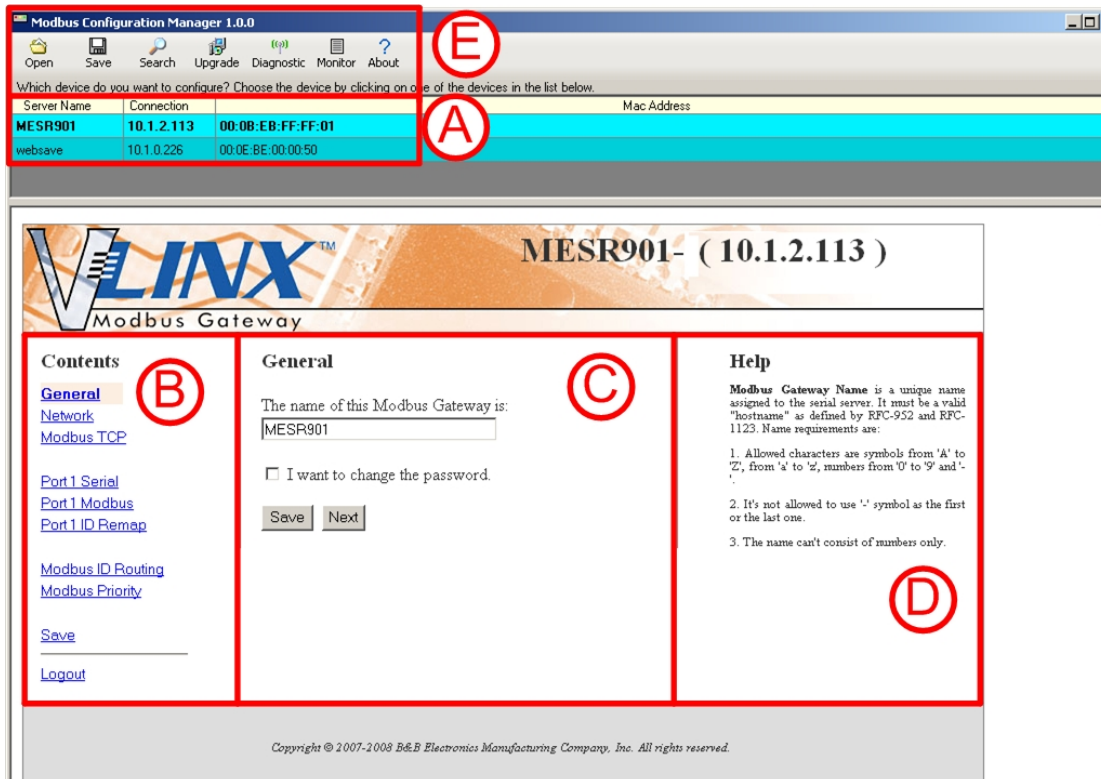 Modbus Configuration Manager 1.0.0
Open Save Search Upgrade Diagnostic Monitor About
E
Which device do you want to configure? Choose the device by clicking on one of the devices in the list below.
Server Name Connection Mac Address
MESR901 10.1.2.113 00:0B:EB:FF:FF:01
A
websave 10.1.0.226 00:0E:BE:00:00:50
VLINX™
Modbus Gateway
MESR901- ( 10.1.2.113 )
Contents
B
General
Network
Modbus TCP
Port 1 Serial
Port 1 Modbus
Port 1 ID Remap
Modbus ID Routing
Modbus Priority
Save
Logout
General
C
The name of this Modbus Gateway is:
MESR901
I want to change the password.
Save Next
Help
Modbus Gateway Name is a unique name
assigned to the serial server. It must be a valid
"hostname" as defined by RFC-952 and RFC-
1123. Name requirements are:
1. Allowed characters are symbols from 'A' to
'Z', from 'a' to 'z', numbers from '0' to '9' and '-
'.
2. It's not allowed to use '-' symbol as the first
or the last one.
3. The name can't consist of numbers only.
D
Copyright © 2007-2008 B&B Electronics Manufacturing Company, Inc. All rights reserved.